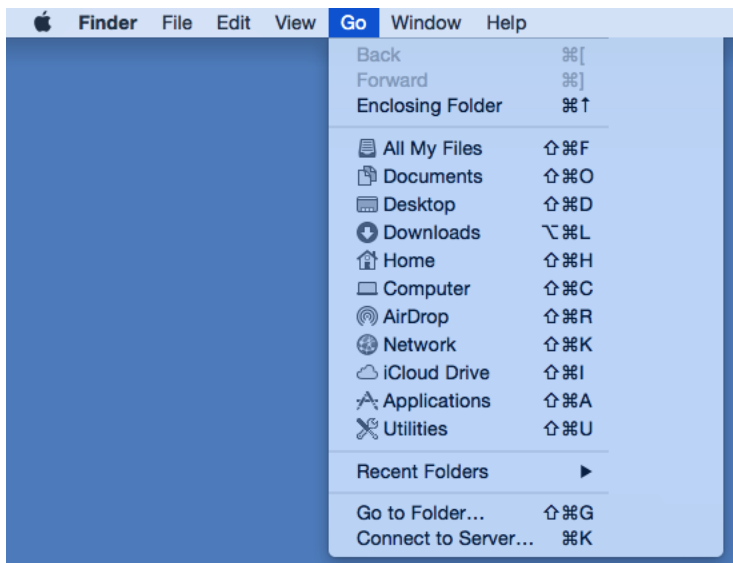 Finder File Edit View Go Window Help
Back ⌘[
Forward ⌘]
Enclosing Folder ⌘↑
All My Files ⇧⌘F
Documents ⇧⌘O
Desktop ⇧⌘D
Downloads ⌥⌘L
Home ⇧⌘H
Computer ⇧⌘C
AirDrop ⇧⌘R
Network ⇧⌘K
iCloud Drive ⇧⌘I
Applications ⇧⌘A
Utilities ⇧⌘U
Recent Folders ▶
Go to Folder... ⇧⌘G
Connect to Server... ⌘K